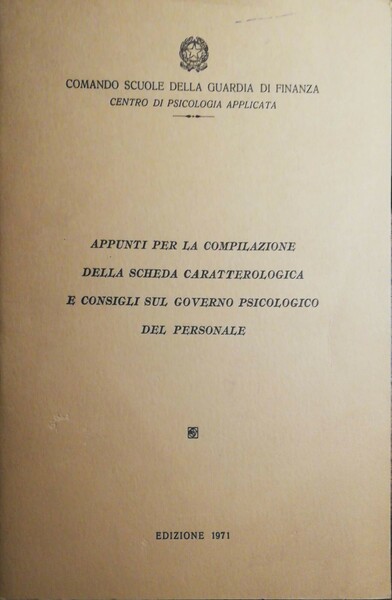 COMANDO SCUOLE DELLA GUARDIA DI FINANZA
CENTRO DI PSICOLOGIA APPLICATA
APPUNTI PER LA COMPILAZIONE
DELLA SCHEDA CARATTEROLOGICA
E CONSIGLI SUL GOVERNO PSICOLOGICO
DEL PERSONALE
EDIZIONE 1971